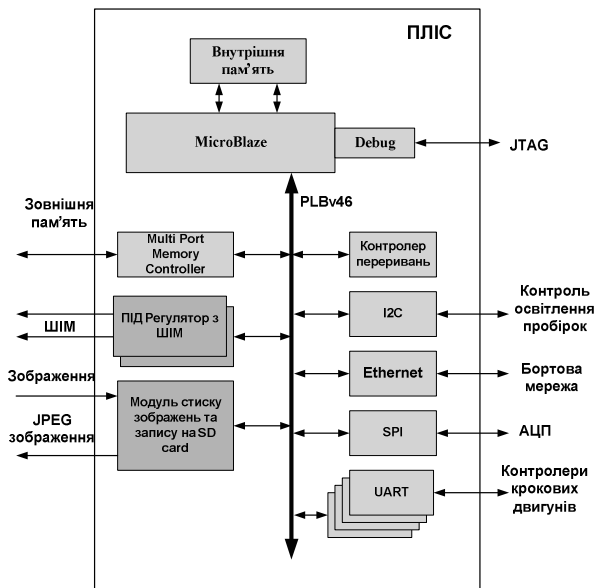 ПЛІС
Внутрішня
пам'ять
MicroBlaze
Debug
JTAG
PLBv46
Зовнішня
пам'ять
Multi Port
Memory
Controller
Контролер
переривань
ШІМ
ПІД Регулятор з
ШІМ
I2C
Контроль
освітлення
пробірок
Зображення
JPEG
зображення
Модуль стиску
зображень та
запису на SD
card
Ethernet
Бортова
мережа
SPI
АЦП
UART
Контролери
крокових
двигунів